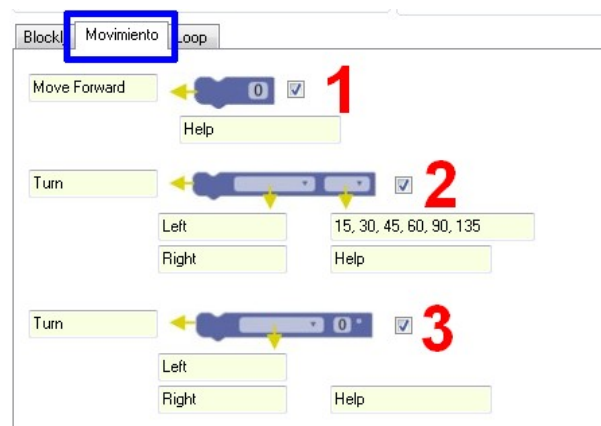 Blockly Movimiento Loop
Move Forward 0 1
Help
Turn 2
Left 15, 30, 45, 60, 90, 135
Right Help
Turn 0 ° 3
Left
Right Help